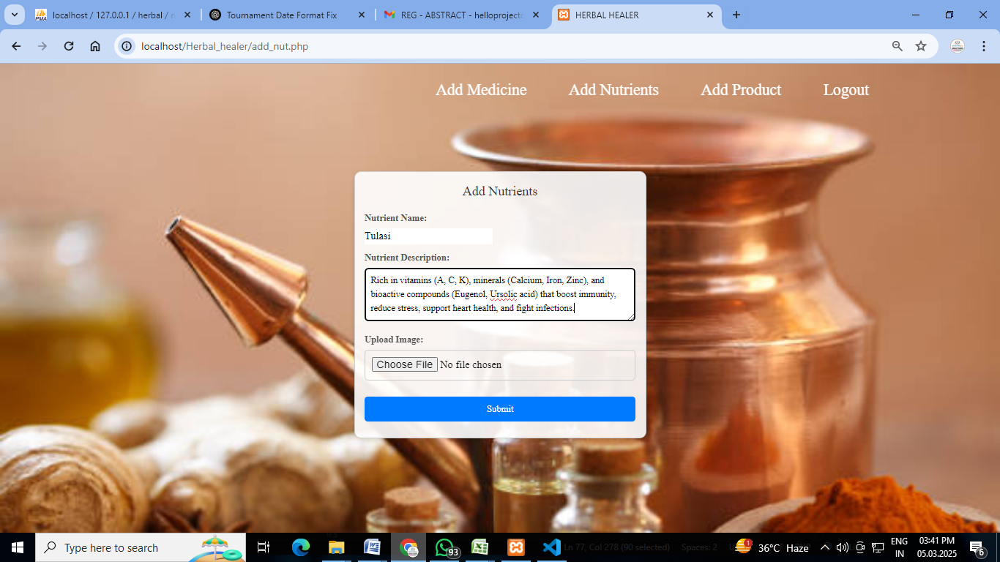 localhost / 127.0.0.1 / herbal / n
Tournament Date Format Fix
REG - ABSTRACT - helloprojecto
HERBAL HEALER
localhost/Herbal_healer/add_nut.php
Add Medicine Add Nutrients Add Product Logout
Add Nutrients
Nutrient Name:
Tulasi
Nutrient Description:
Rich in vitamins (A, C, K), minerals (Calcium, Iron, Zinc), and
bioactive compounds (Eugenol, Ursolic acid) that boost immunity,
reduce stress, support heart health, and fight infections.
Upload Image:
Choose File No file chosen
Submit
Type here to search
93
Ln 77, Col 278 (90 selected) Spaces: 2
1
36°C Haze
ENG
IN
03:41 PM
05.03.2025
6